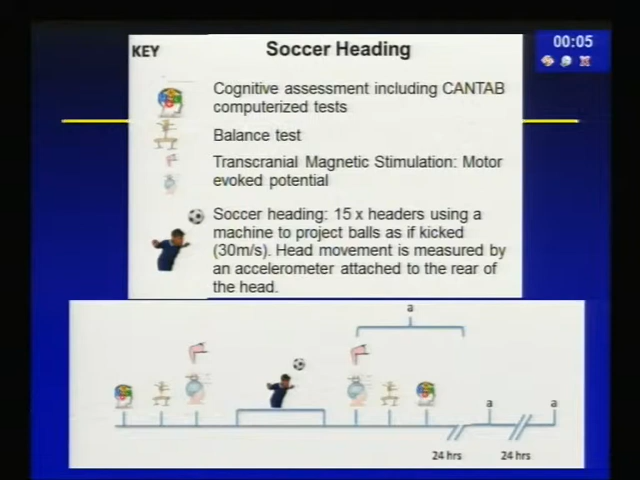 00:05
KEY
Soccer Heading
Cognitive assessment including CANTAB
computerized tests
Balance test
Transcranial Magnetic Stimulation: Motor
evoked potential
Soccer heading: 15 x headers using a
machine to project balls as if kicked
(30m/s). Head movement is measured by
an accelerometer attached to the rear of
the head.
a
a
a
24 hrs
24 hrs